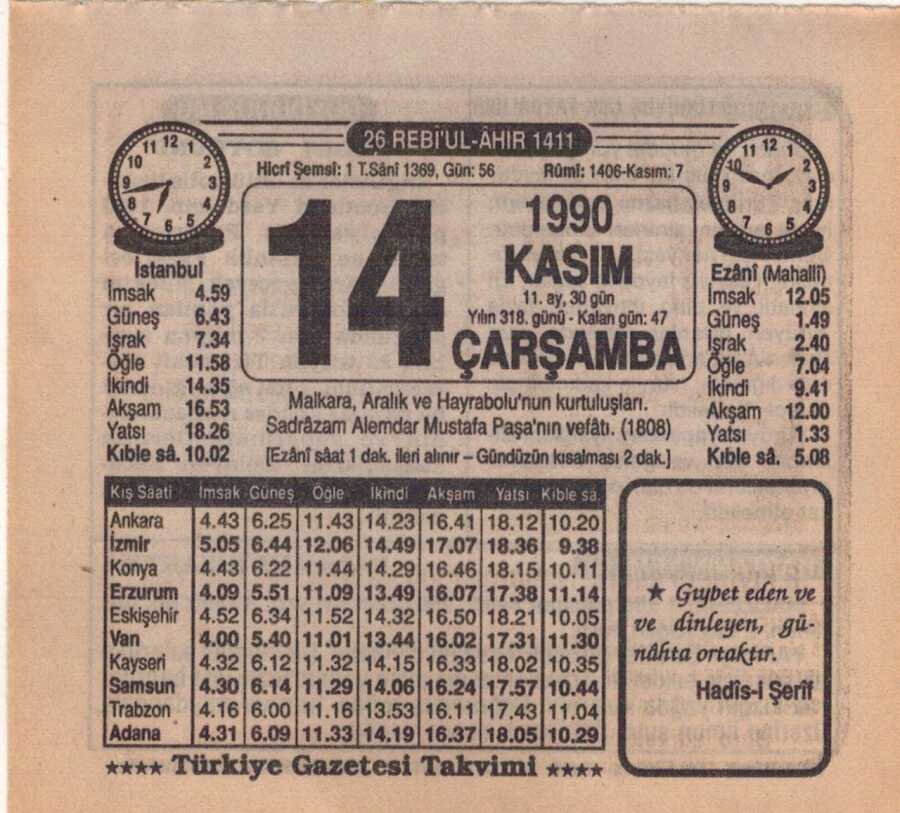 26 REBİ'UL-ÂHIR 1411
Hicrî Şemsî: 1 T.Sânî 1369, Gün: 56 Rûmî: 1406-Kasım: 7
14
1990
KASIM
11. ay, 30 gün
Yılın 318. günü - Kalan gün: 47
ÇARŞAMBA
İstanbul
İmsak 4.59
Güneş 6.43
İşrak 7.34
Öğle 11.58
İkindi 14.35
Akşam 16.53
Yatsı 18.26
Kıble sâ. 10.02
Ezânî (Mahallî)
İmsak 12.05
Güneş 1.49
İşrak 2.40
Öğle 7.04
İkindi 9.41
Akşam 12.00
Yatsı 1.33
Kıble sâ. 5.08
Malkara, Aralık ve Hayrabolu'nun kurtuluşları.
Sadrâzam Alemdar Mustafa Paşa'nın vefâtı. (1808)
[Ezânî sâat 1 dak. ileri alınır – Gündüzün kısalması 2 dak.]
Kış Sâati İmsak Güneş Öğle İkindi Akşam Yatsı Kıble sâ.
Ankara 4.43 6.25 11.43 14.23 16.41 18.12 10.20
İzmir 5.05 6.44 12.06 14.49 17.07 18.36 9.38
Konya 4.43 6.22 11.44 14.29 16.46 18.15 10.11
Erzurum 4.09 5.51 11.09 13.49 16.07 17.38 11.14
Eskişehir 4.52 6.34 11.52 14.32 16.50 18.21 10.05
Van 4.00 5.40 11.01 13.44 16.02 17.31 11.30
Kayseri 4.32 6.12 11.32 14.15 16.33 18.02 10.35
Samsun 4.30 6.14 11.29 14.06 16.24 17.57 10.44
Trabzon 4.16 6.00 11.16 13.53 16.11 17.43 11.04
Adana 4.31 6.09 11.33 14.19 16.37 18.05 10.29
★ Gıybet eden ve
ve dinleyen, gü-
nâhta ortaktır.
Hadîs-i Şerîf
★★★★ Türkiye Gazetesi Takvimi ★★★★